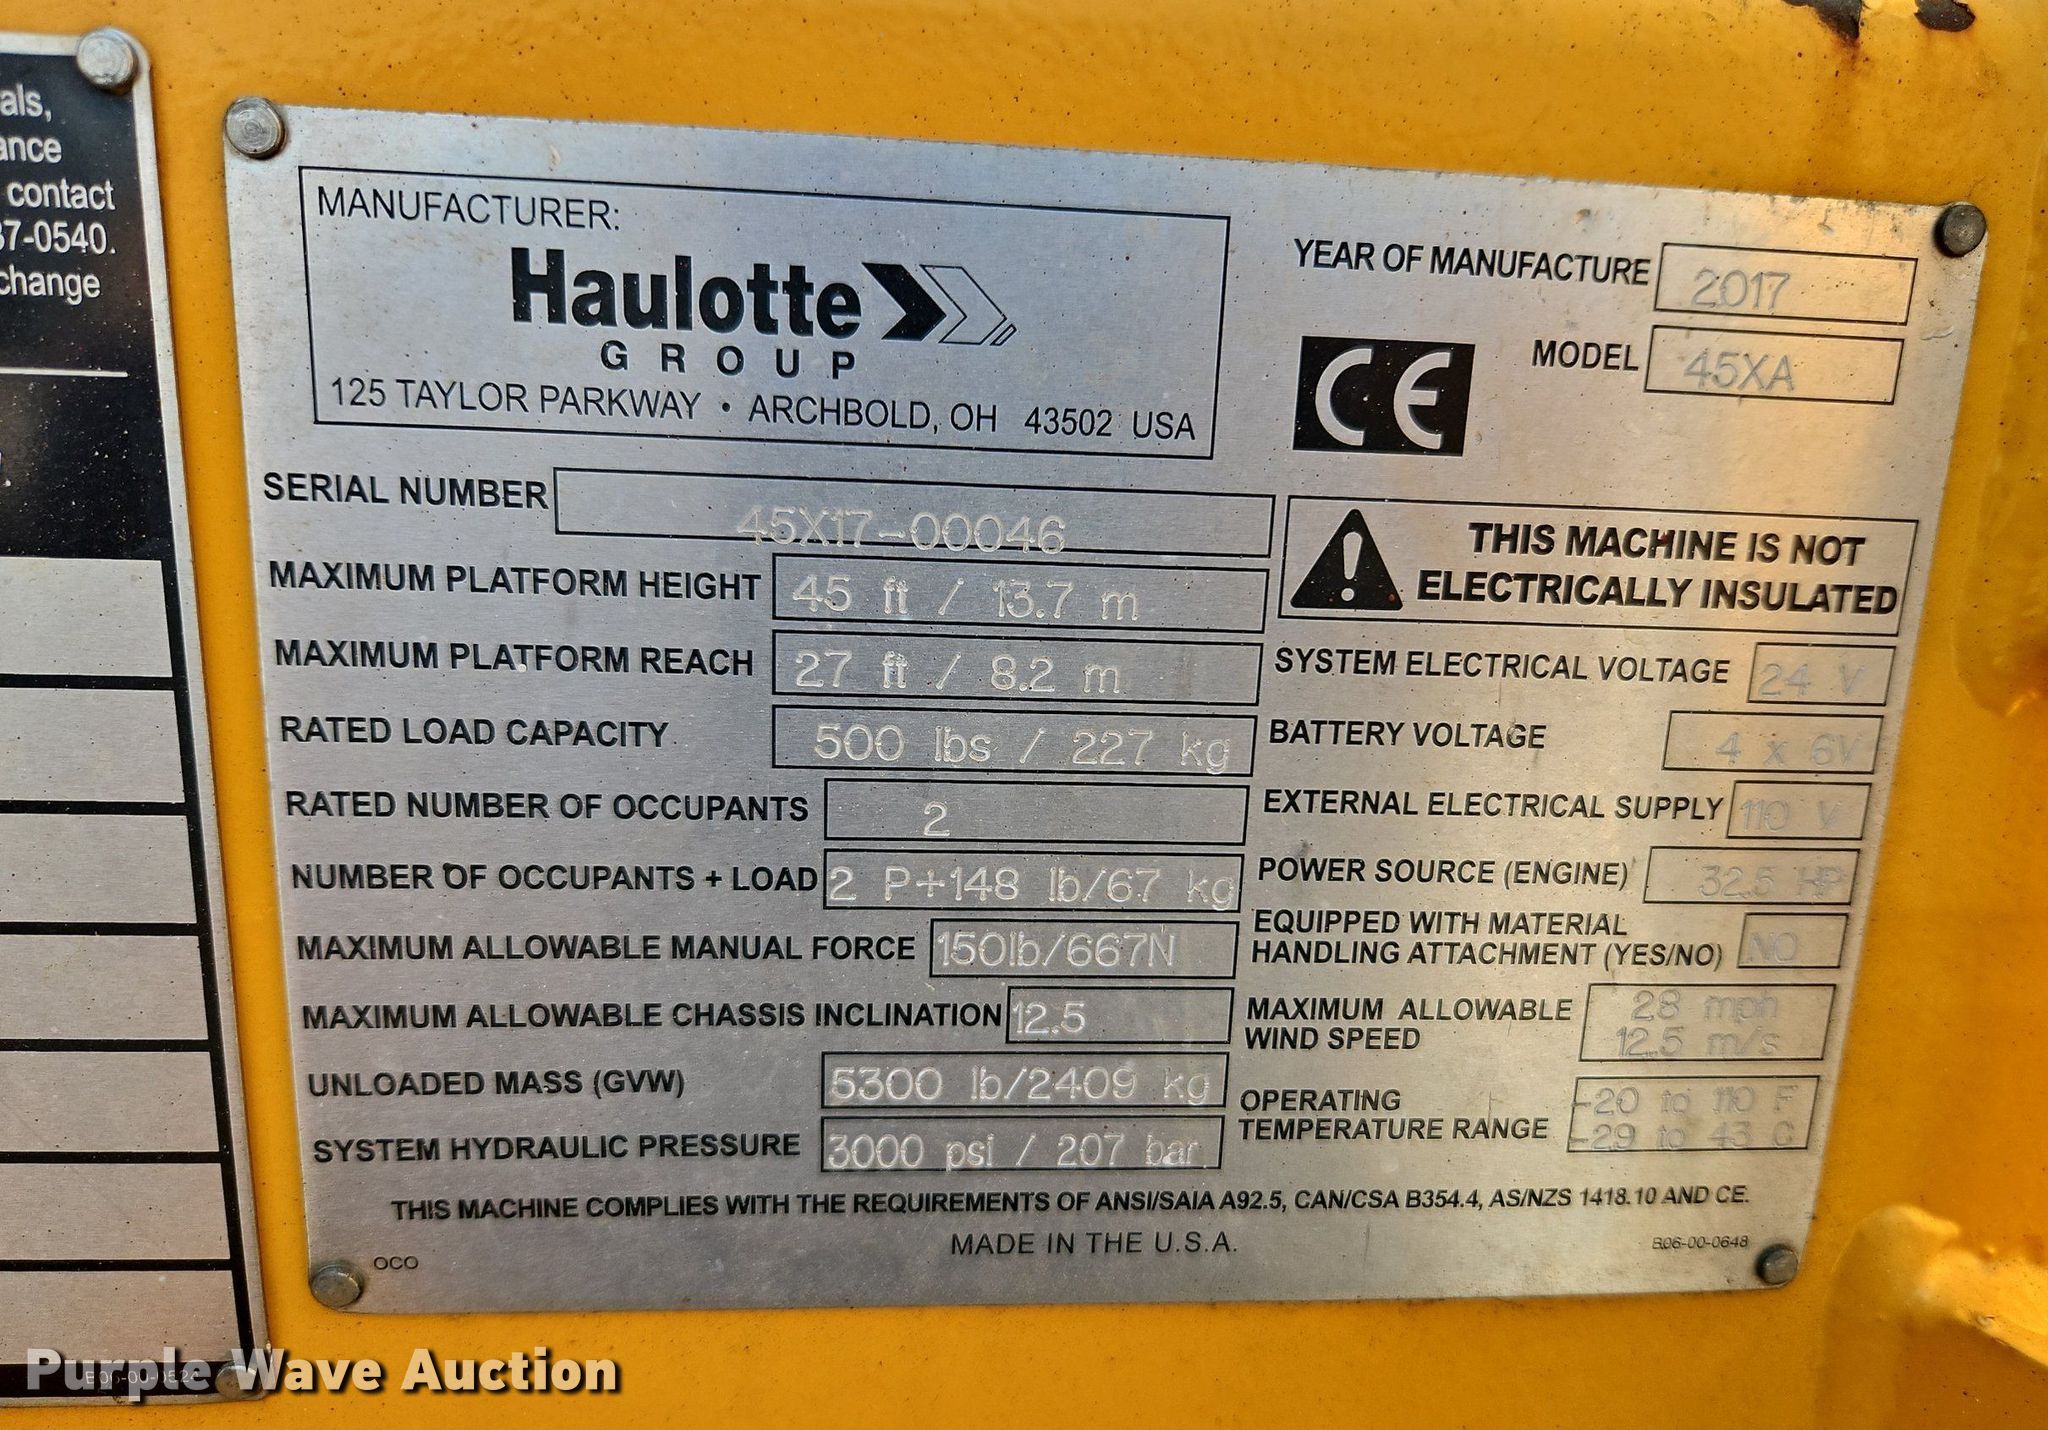 als,
ance
contact
37-0540.
change
MANUFACTURER:
Haulotte
GROUP
125 TAYLOR PARKWAY • ARCHBOLD, OH 43502 USA
YEAR OF MANUFACTURE 2017
CE
MODEL 45XA
SERIAL NUMBER 45X17-00046
MAXIMUM PLATFORM HEIGHT 45 ft / 13.7 m
MAXIMUM PLATFORM REACH 27 ft / 8.2 m
RATED LOAD CAPACITY 500 lbs / 227 kg
RATED NUMBER OF OCCUPANTS 2
NUMBER OF OCCUPANTS + LOAD 2 P+148 lb/67 kg
MAXIMUM ALLOWABLE MANUAL FORCE 150lb/667N
MAXIMUM ALLOWABLE CHASSIS INCLINATION 12.5
UNLOADED MASS (GVW) 5300 lb/2409 kg
SYSTEM HYDRAULIC PRESSURE 3000 psi / 207 bar
THIS MACHINE IS NOT
ELECTRICALLY INSULATED
SYSTEM ELECTRICAL VOLTAGE 24 V
BATTERY VOLTAGE 4 x 6V
EXTERNAL ELECTRICAL SUPPLY 110 V
POWER SOURCE (ENGINE) 32.5 HP
EQUIPPED WITH MATERIAL
HANDLING ATTACHMENT (YES/NO) NO
MAXIMUM ALLOWABLE 28 mph
WIND SPEED 12.5 m/s
OPERATING -20 to 110 F
TEMPERATURE RANGE -29 to 43 C
THIS MACHINE COMPLIES WITH THE REQUIREMENTS OF ANSI/SAIA A92.5, CAN/CSA B354.4, AS/NZS 1418.10 AND CE.
MADE IN THE U.S.A.
OCO
B06-00-0648
Purple Wave Auction